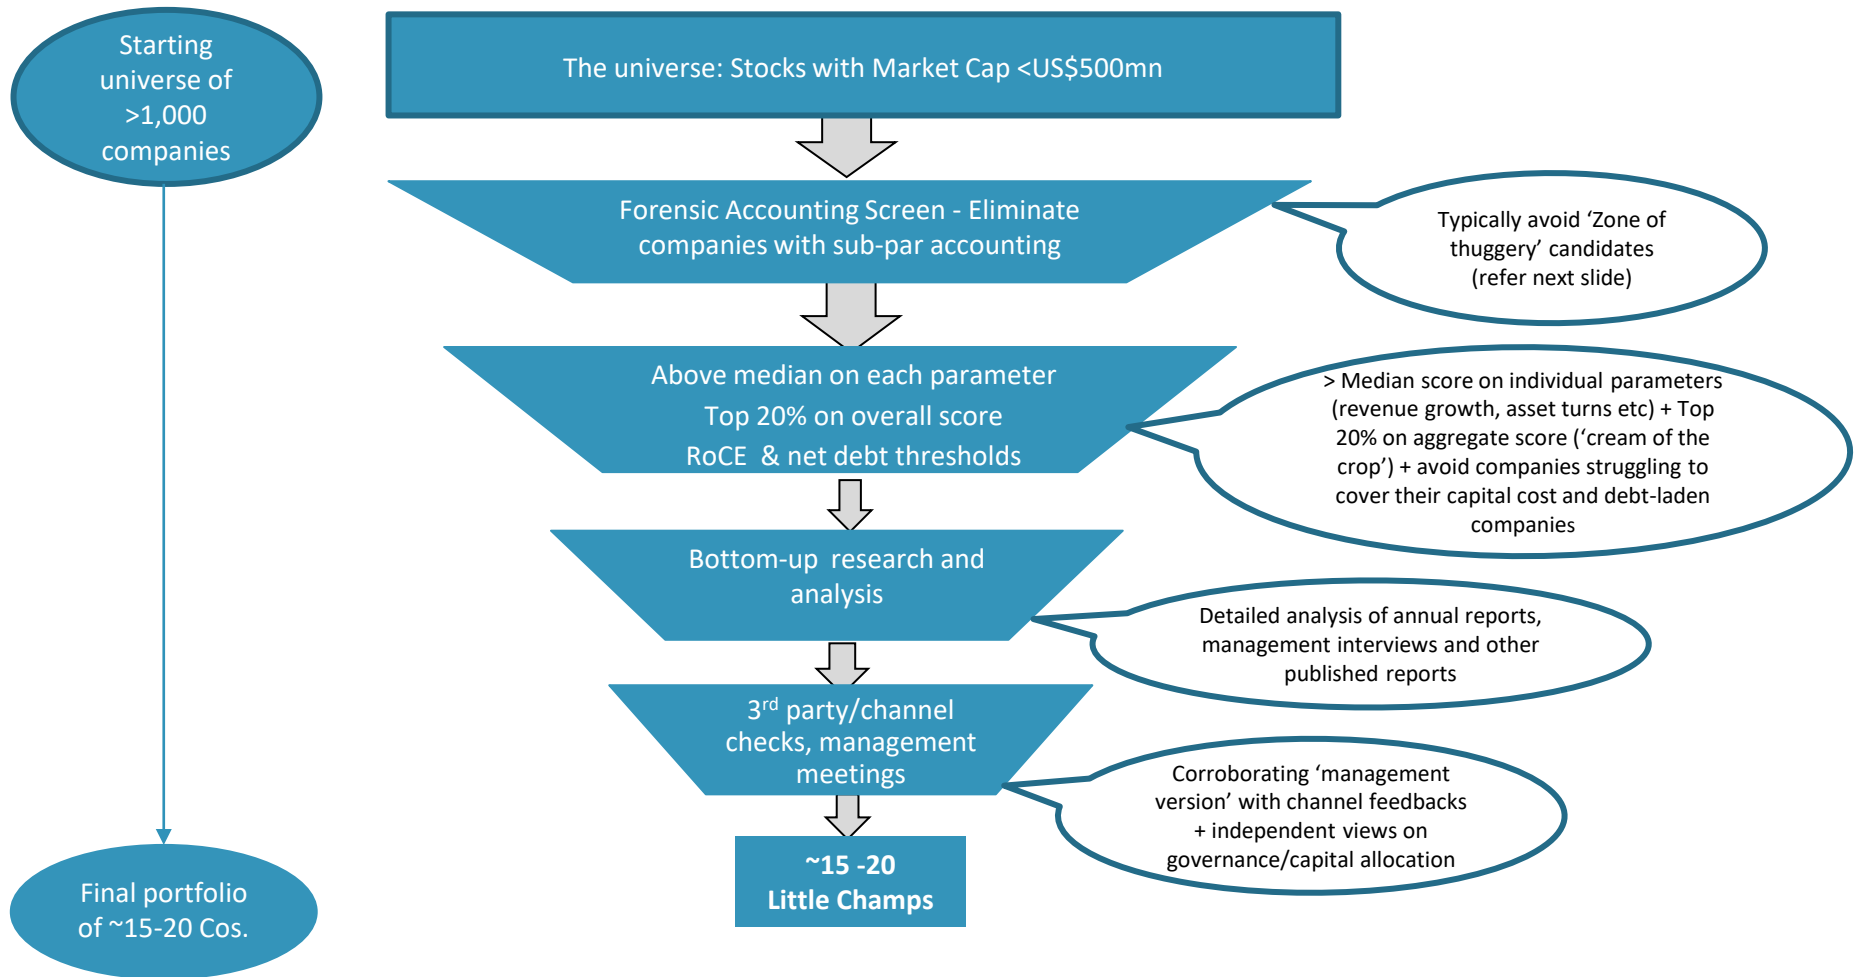 Starting
universe of
>1,000
companies
The universe: Stocks with Market Cap <US$500mn
Forensic Accounting Screen - Eliminate
companies with sub-par accounting
Typically avoid ‘Zone of
thuggery’ candidates
(refer next slide)
Above median on each parameter
Top 20% on overall score
RoCE & net debt thresholds
> Median score on individual parameters
(revenue growth, asset turns etc) + Top
20% on aggregate score (‘cream of the
crop’) + avoid companies struggling to
cover their capital cost and debt-laden
companies
Bottom-up research and
analysis
Detailed analysis of annual reports,
management interviews and other
published reports
3rd party/channel
checks, management
meetings
Corroborating ‘management
version’ with channel feedbacks
+ independent views on
governance/capital allocation
~15 -20
Little Champs
Final portfolio
of ~15-20 Cos.